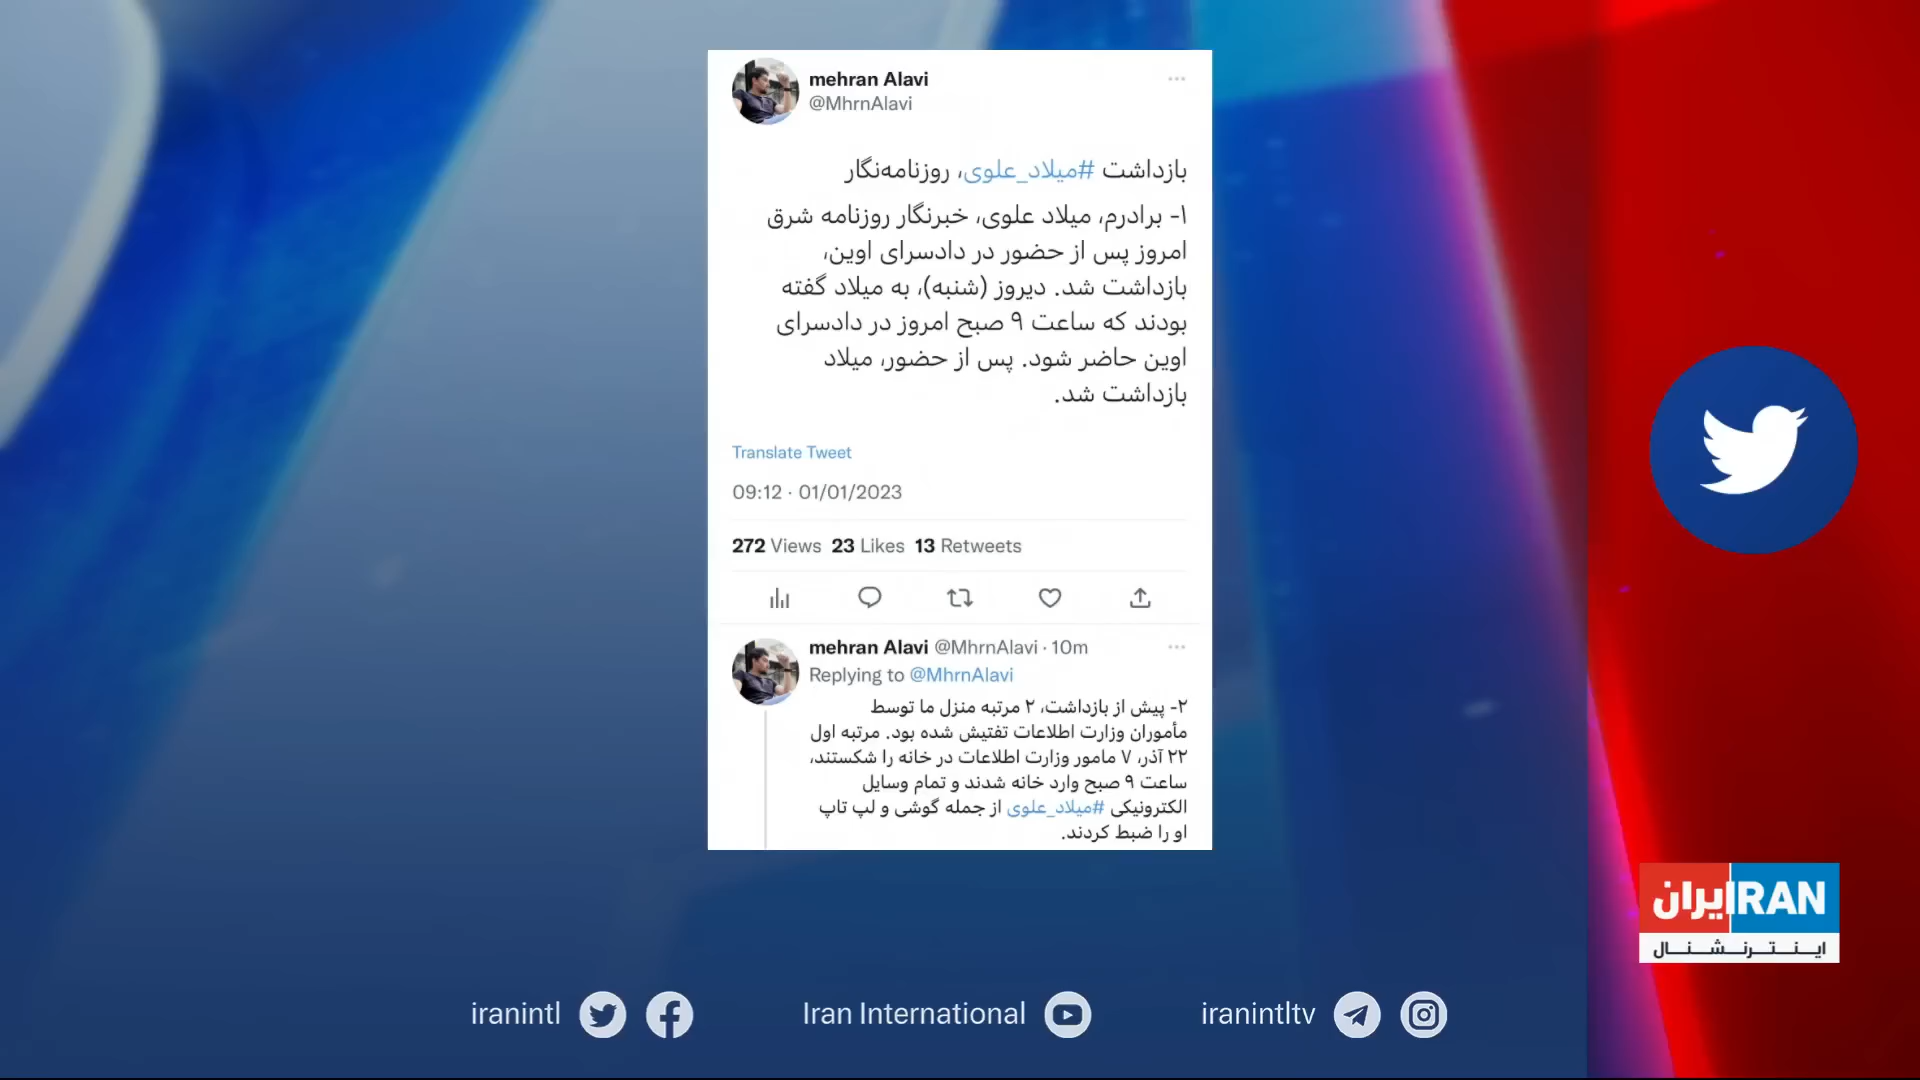 mehran Alavi
@MhrnAlavi
بازداشت #میلاد_علوی، روزنامه‌نگار
۱- برادرم، میلاد علوی، خبرنگار روزنامه شرق
امروز پس از حضور در دادسرای اوین،
بازداشت شد. دیروز (شنبه)، به میلاد گفته
بودند که ساعت ۹ صبح امروز در دادسرای
اوین حاضر شود. پس از حضور، میلاد
بازداشت شد.
Translate Tweet
09:12 · 01/01/2023
272 Views 23 Likes 13 Retweets
mehran Alavi @MhrnAlavi · 10m
Replying to @MhrnAlavi
۲- پیش از بازداشت، ۲ مرتبه منزل ما توسط
مأموران وزارت اطلاعات تفتیش شده بود. مرتبه اول
۲۲ آذر، ۷ مامور وزارت اطلاعات در خانه را شکستند،
ساعت ۹ صبح وارد خانه شدند و تمام وسایل
الکترونیکی #میلاد_علوی از جمله گوشی و لپ تاپ
او را ضبط کردند.
ایران IRAN
اینترنشنال
iranintl
Iran International
iranintltv